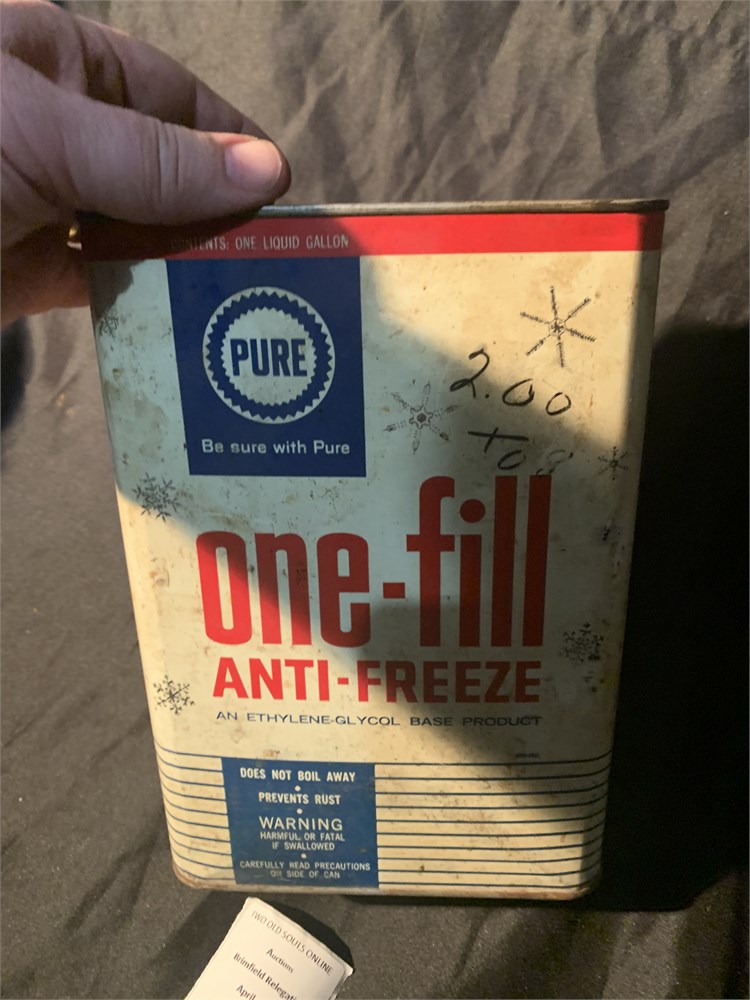 CONTENTS: ONE LIQUID GALLON
PURE
Be sure with Pure
2.00
one-fill
ANTI-FREEZE
AN ETHYLENE-GLYCOL BASE PRODUCT
DOES NOT BOIL AWAY
•
PREVENTS RUST
•
WARNING
HARMFUL OR FATAL
IF SWALLOWED
•
CAREFULLY READ PRECAUTIONS
ON SIDE OF CAN
TWO OLD SOULS ONLINE
Auctions
Brimfield
April